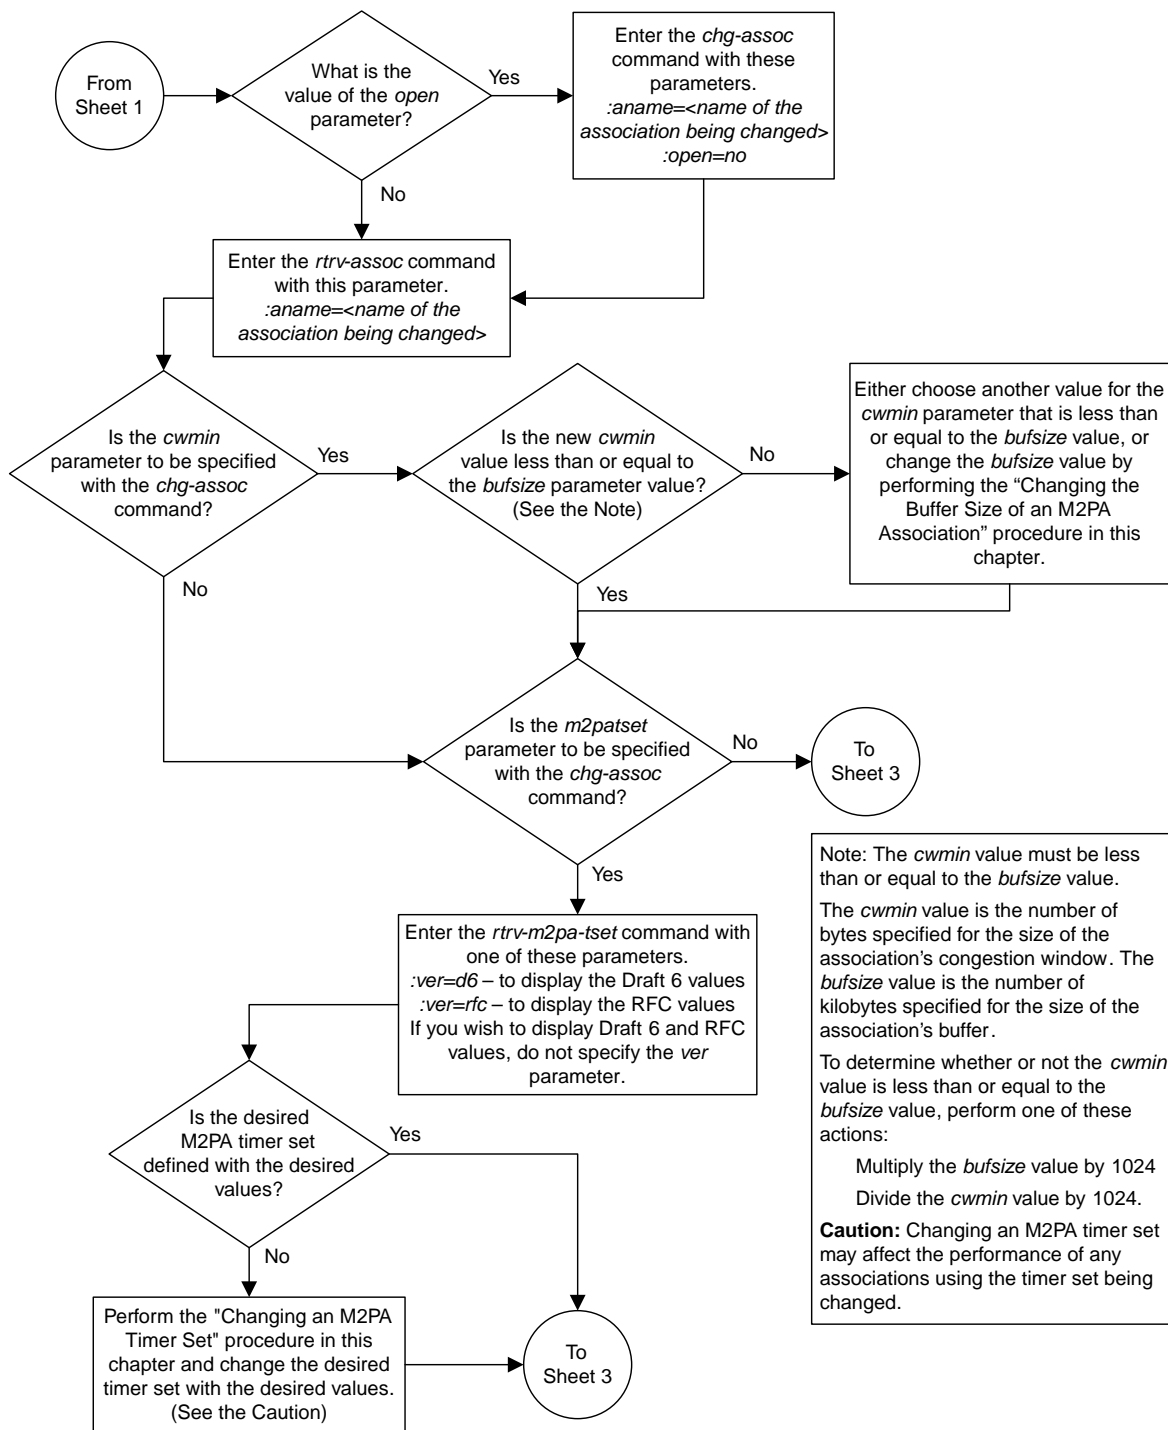 From
Sheet 1
What is the
value of the open
parameter?
Yes
Enter the chg-assoc
command with these
parameters.
:aname=<name of the
association being changed>
:open=no
No
Enter the rtrv-assoc command
with this parameter.
:aname=<name of the
association being changed>
Is the cwmin
parameter to be specified
with the chg-assoc
command?
Yes
Is the new cwmin
value less than or equal to
the bufsize parameter value?
(See the Note)
No
Either choose another value for the
cwmin parameter that is less than
or equal to the bufsize value, or
change the bufsize value by
performing the “Changing the
Buffer Size of an M2PA
Association” procedure in this
chapter.
No
Yes
Is the m2patset
parameter to be specified
with the chg-assoc
command?
No
To
Sheet 3
Yes
Enter the rtrv-m2pa-tset command with
one of these parameters.
:ver=d6 – to display the Draft 6 values
:ver=rfc – to display the RFC values
If you wish to display Draft 6 and RFC
values, do not specify the ver
parameter.
Is the desired
M2PA timer set
defined with the desired
values?
Yes
No
Perform the "Changing an M2PA
Timer Set" procedure in this
chapter and change the desired
timer set with the desired values.
(See the Caution)
To
Sheet 3
Note: The cwmin value must be less
than or equal to the bufsize value.
The cwmin value is the number of
bytes specified for the size of the
association’s congestion window. The
bufsize value is the number of
kilobytes specified for the size of the
association’s buffer.
To determine whether or not the cwmin
value is less than or equal to the
bufsize value, perform one of these
actions:
Multiply the bufsize value by 1024
Divide the cwmin value by 1024.
Caution: Changing an M2PA timer set
may affect the performance of any
associations using the timer set being
changed.